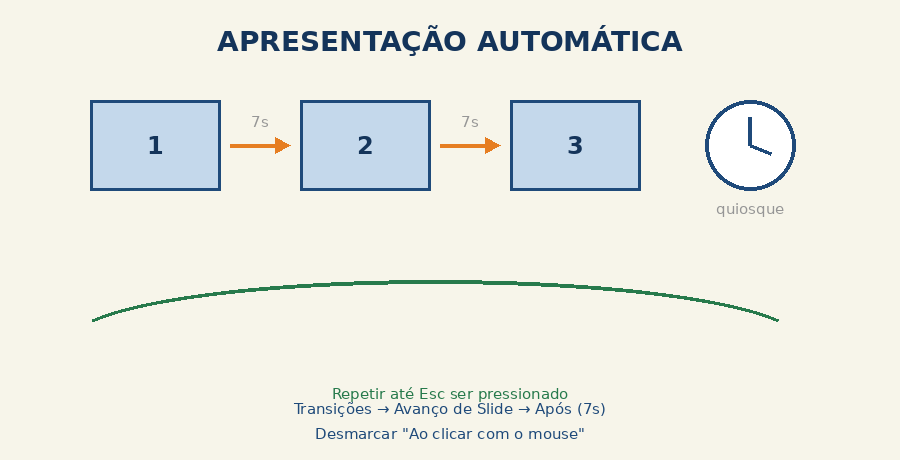 APRESENTAÇÃO AUTOMÁTICA
7s
7s
1
2
3
quiosque
Repetir até Esc ser pressionado
Transições → Avanço de Slide → Após (7s)
Desmarcar "Ao clicar com o mouse"